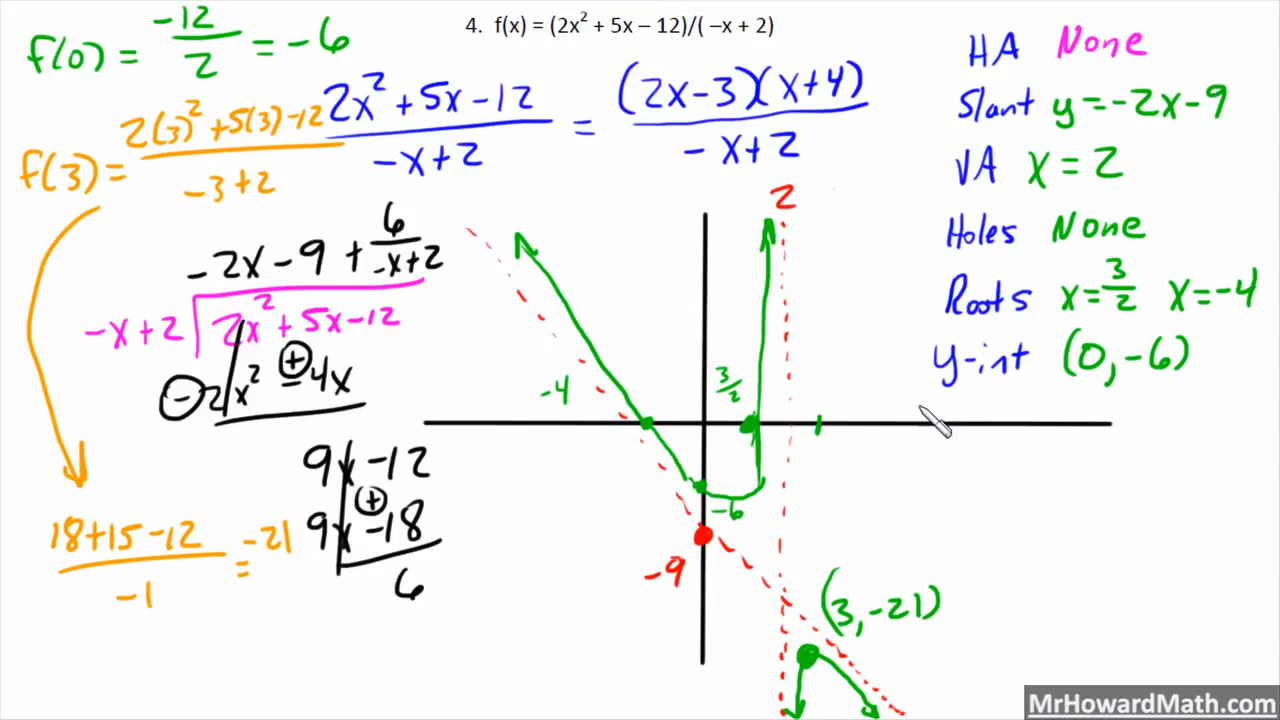 4. f(x) = (2x² + 5x – 12)/( –x + 2)
f(0) = -12/2 = -6
f(3) = (2(3)² + 5(3) - 12)/(-3 + 2)
(2x² + 5x - 12)/(-x + 2) = ((2x - 3)(x + 4))/(-x + 2)
HA None
Slant y = -2x - 9
VA x = 2
Holes None
Roots x = 3/2 x = -4
y-int (0, -6)
-2x - 9 + 6/(-x + 2)
-x + 2 2x² + 5x - 12
- 2x² + - 4x
9x - 12
9x + - 18
6
(18 + 15 - 12)/(-1) = -21
2
-4
3/2
-6
-9
(3, -21)
MrHowardMath.com